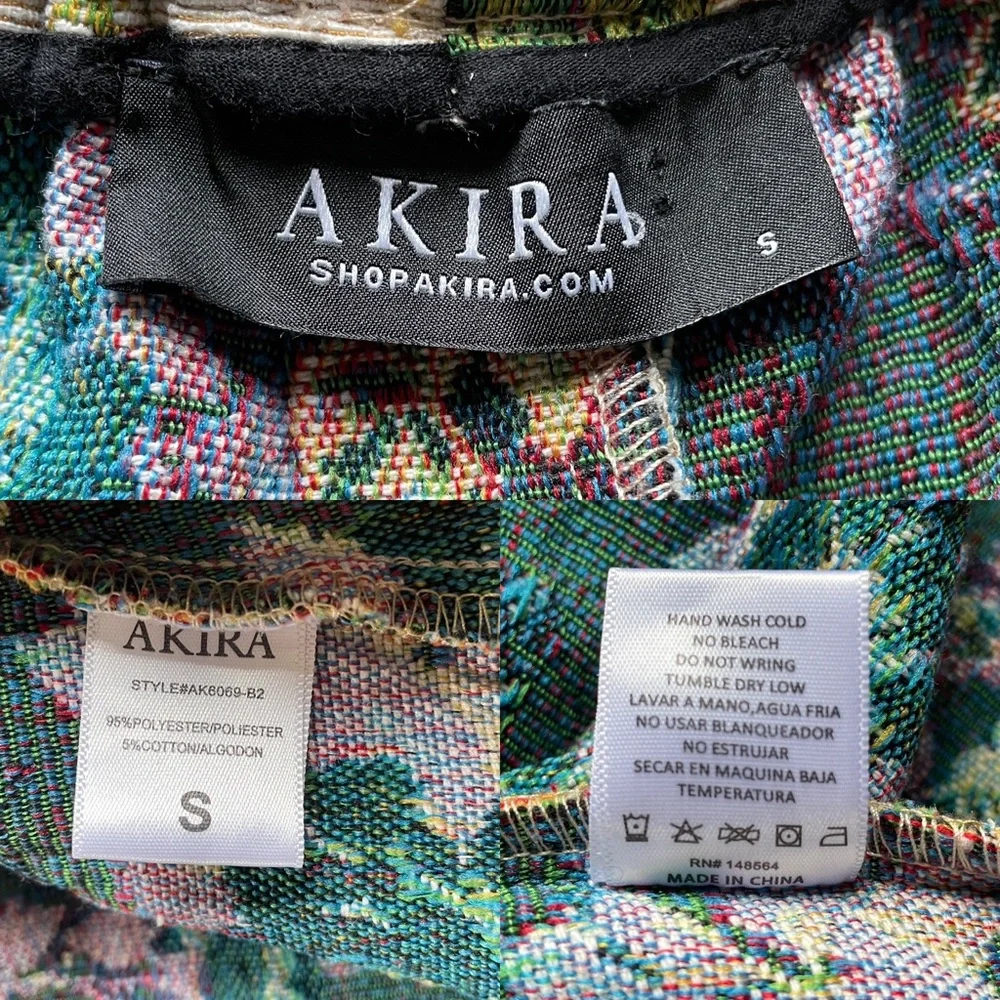 AKIRA
SHOPAKIRA.COM
S
AKIRA
STYLE#AK6069-B2
95%POLYESTER/POLIESTER
5%COTTON/ALGODON
S
HAND WASH COLD
NO BLEACH
DO NOT WRING
TUMBLE DRY LOW
LAVAR A MANO,AGUA FRIA
NO USAR BLANQUEADOR
NO ESTRUJAR
SECAR EN MAQUINA BAJA
TEMPERATURA
RN# 148564
MADE IN CHINA